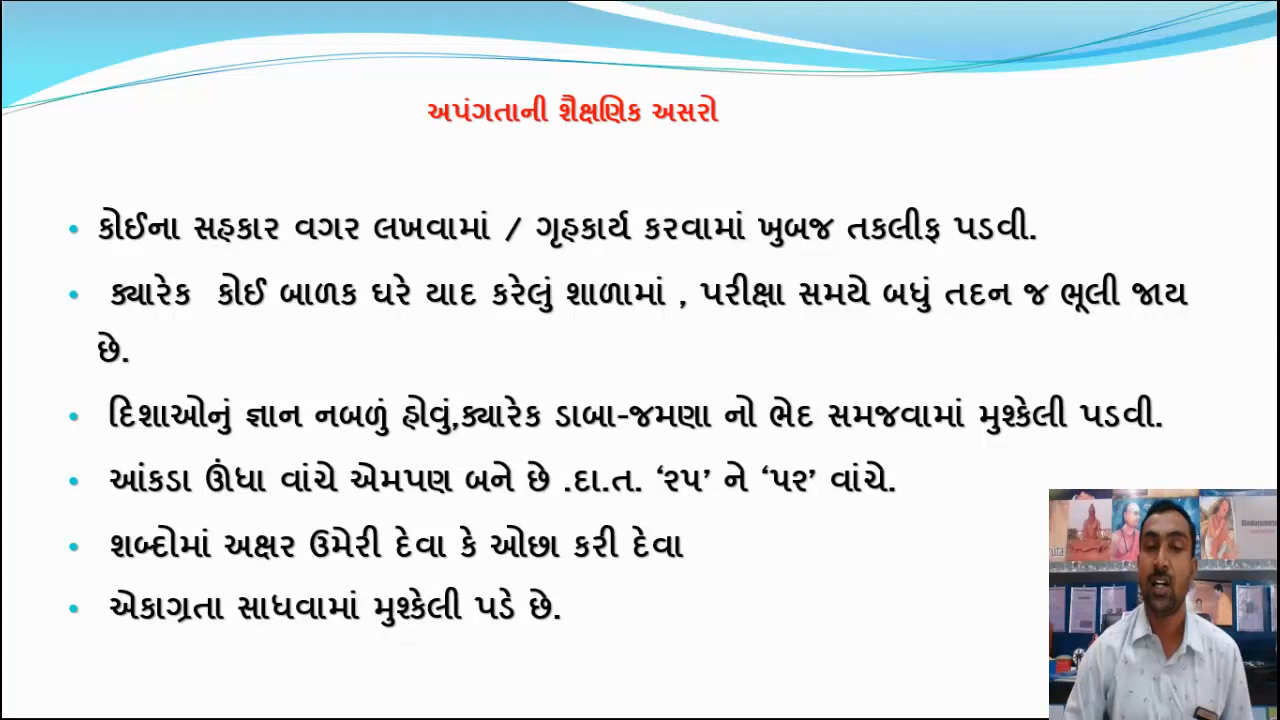 અપંગતાની શૈક્ષણિક અસરો
• કોઈના સહકાર વગર લખવામાં / ગૃહકાર્ય કરવામાં ખુબજ તકલીફ પડવી.
• ક્યારેક કોઈ બાળક ઘરે યાદ કરેલું શાળામાં , પરીક્ષા સમયે બધું તદન જ ભૂલી જાય
છે.
• દિશાઓનું જ્ઞાન નબળું હોવું,ક્યારેક ડાબા-જમણા નો ભેદ સમજવામાં મુશ્કેલી પડવી.
• આંકડા ઊંધા વાંચે એમપણ બને છે .દા.ત. ‘૨૫’ ને ‘૫૨’ વાંચે.
• શબ્દોમાં અક્ષર ઉમેરી દેવા કે ઓછા કરી દેવા
• એકાગ્રતા સાધવામાં મુશ્કેલી પડે છે.